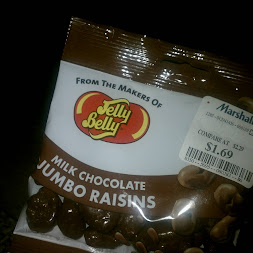 FROM THE MAKERS OF
Jelly
Belly
MILK CHOCOLATE
JUMBO RAISINS
Marshalls
COMPARE AT
$1.69